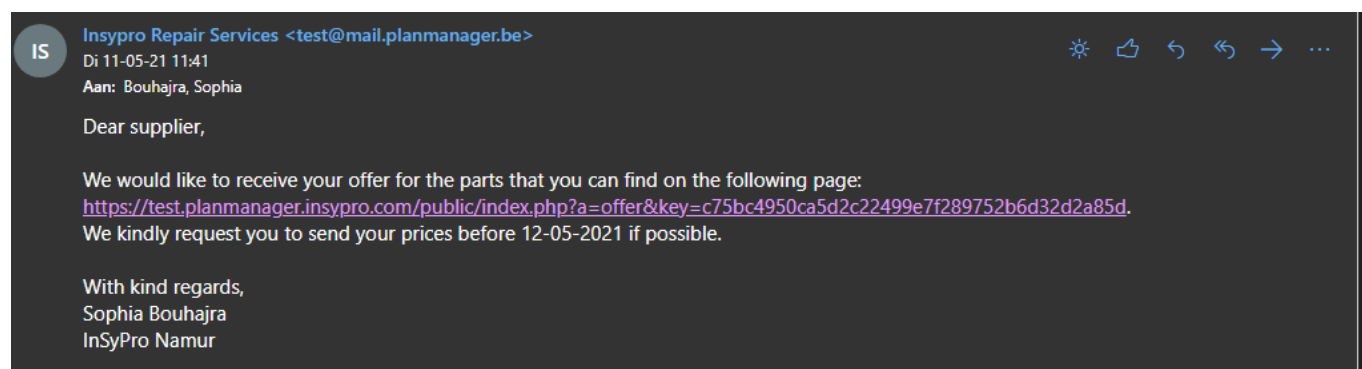 IS
Insypro Repair Services <test@mail.planmanager.be>
Di 11-05-21 11:41
Aan: Bouhajra, Sophia
Dear supplier,
We would like to receive your offer for the parts that you can find on the following page:
https://test.planmanager.insypro.com/public/index.php?a=offer&key=c75bc4950ca5d2c22499e7f289752b6d32d2a85d.
We kindly request you to send your prices before 12-05-2021 if possible.
With kind regards,
Sophia Bouhajra
InSyPro Namur